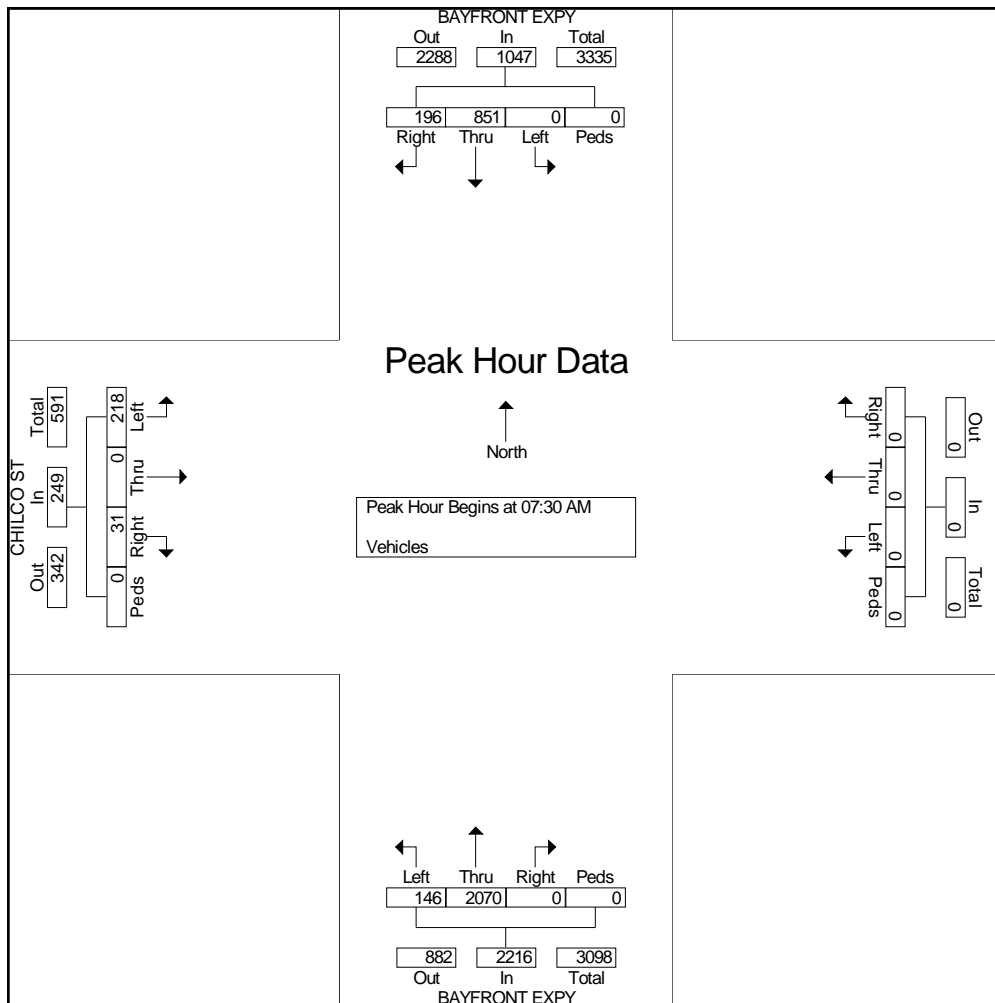 BAYFRONT EXPY
Out In Total
2288 1047 3335
196 851 0 0
Right Thru Left Peds
Peak Hour Data
North
Peak Hour Begins at 07:30 AM
Vehicles
CHILCO ST
Out In Total
342 249 591
218 0 31 0
Left Thru Right Peds
Out In Total
0 0 0
Right Thru Left Peds
0 0 0 0
Left Thru Right Peds
146 2070 0 0
882 2216 3098
Out In Total
BAYFRONT EXPY